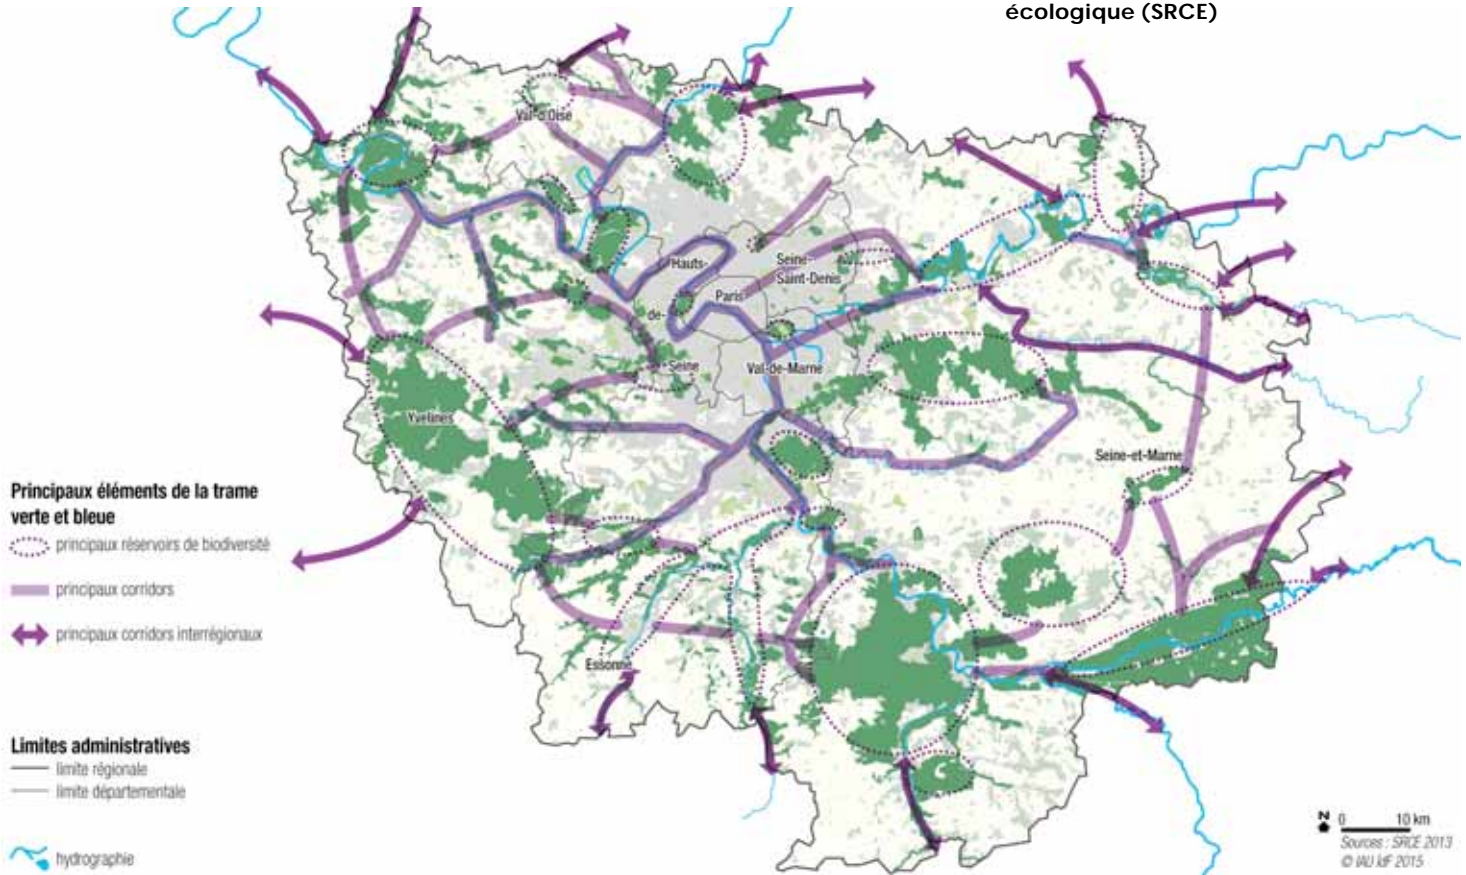 écologique (SRCE)
Val-d'Oise
Hauts-
Seine-
Saint-Denis
Paris
de-
Seine
Val-de-Marne
Yvelines
Seine-et-Marne
Essonne
Principaux éléments de la trame
verte et bleue
principaux réservoirs de biodiversité
principaux corridors
principaux corridors interrégionaux
Limites administratives
limite régionale
limite départementale
hydrographie
N
0 10 km
Sources : SRCE 2013
© IAU îdF 2015